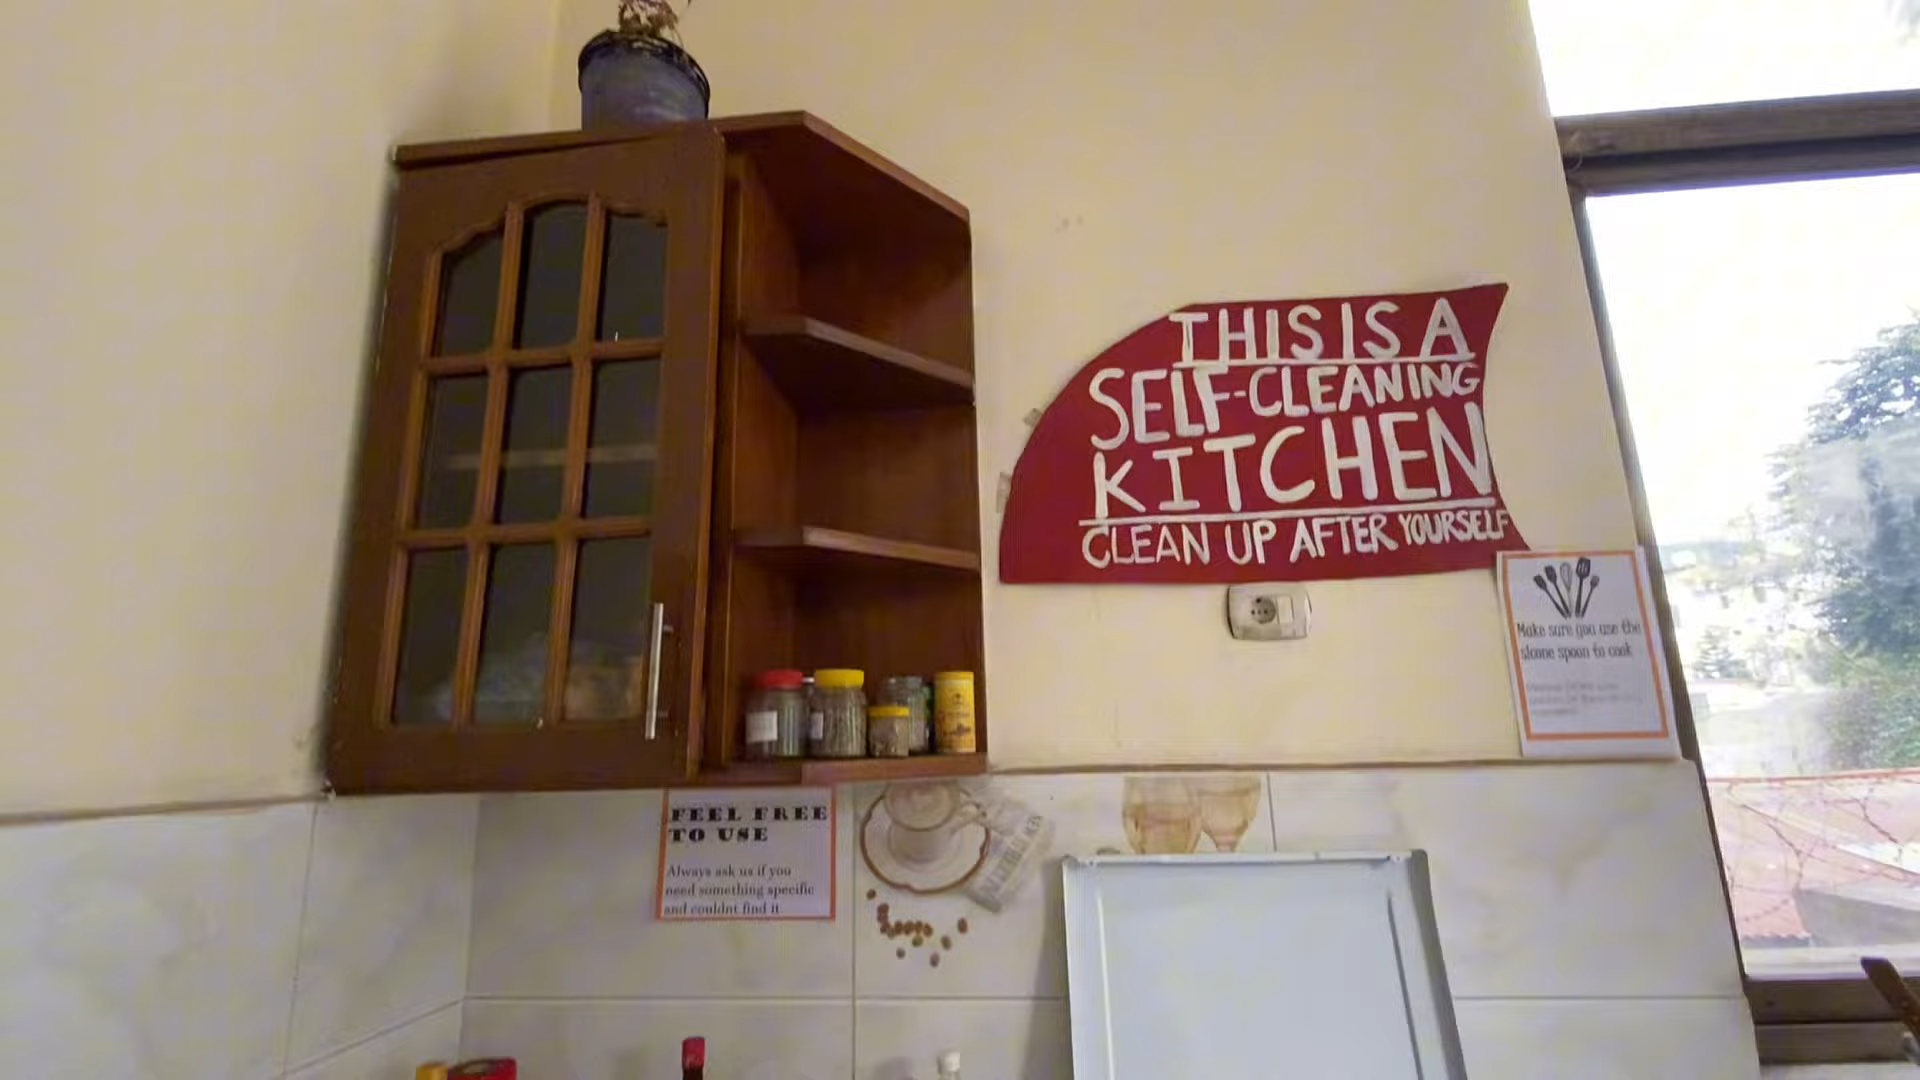 THIS IS A
SELF-CLEANING
KITCHEN
CLEAN UP AFTER YOURSELF
Make sure you use the
slcone spoon to cook
FEEL FREE
TO USE
Always ask us if you
need something specific
and couldnt find it